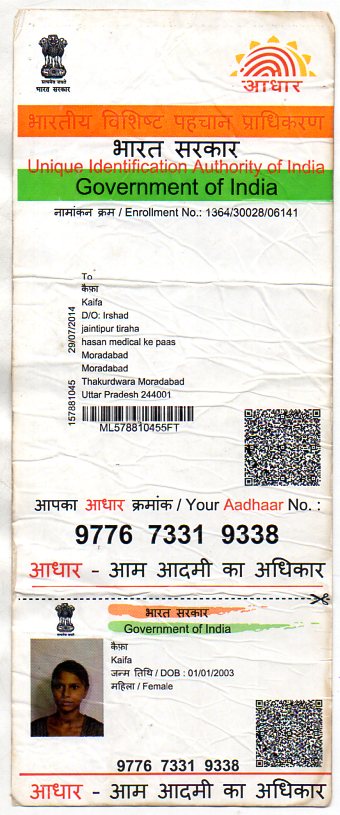 सत्यमेव जयते
भारत सरकार
आधार
भारतीय विशिष्ट पहचान प्राधिकरण
भारत सरकार
Unique Identification Authority of India
Government of India
नामांकन क्रम / Enrollment No.: 1364/30028/06141
To
कैफ़ा
Kaifa
D/O: Irshad
jaintipur tiraha
hasan medical ke paas
Moradabad
Moradabad
Thakurdwara Moradabad
Uttar Pradesh 244001
157881045 29/07/2014
ML578810455FT
आपका आधार क्रमांक / Your Aadhaar No. :
9776 7331 9338
आधार - आम आदमी का अधिकार
भारत सरकार
Government of India
कैफ़ा
Kaifa
जन्म तिथि / DOB : 01/01/2003
महिला / Female
9776 7331 9338
आधार - आम आदमी का अधिकार